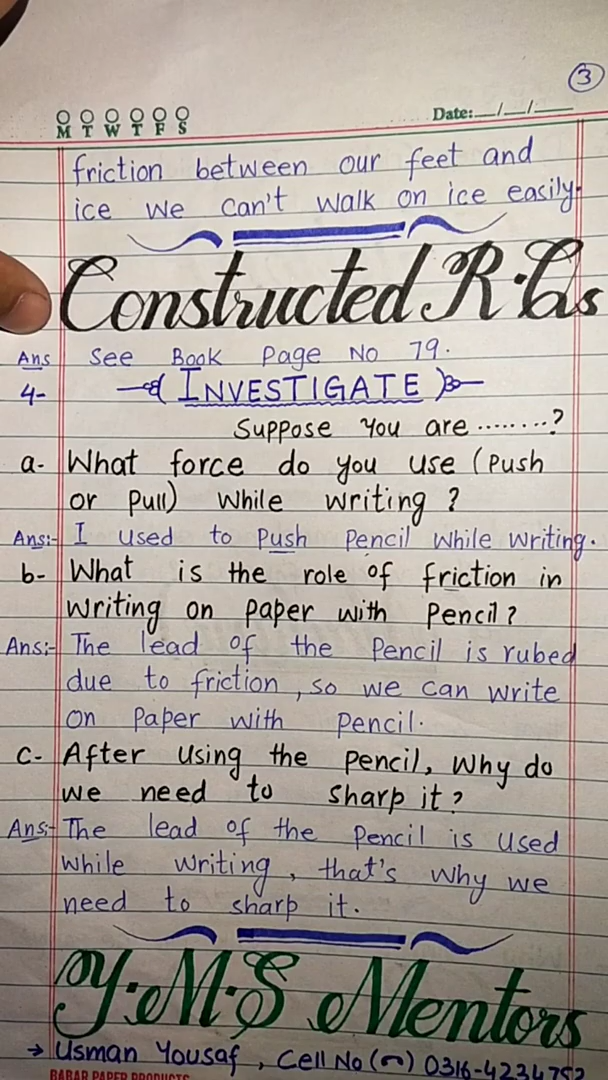 3
M T W T F S
Date:__/__/__
friction between our feet and
ice we can't walk on ice easily.
Constructed R.Qs
Ans See Book Page No 79.
4- INVESTIGATE
Suppose you are ........?
a- What force do you use (Push
or Pull) while writing ?
Ans:- I used to Push Pencil while writing.
b- What is the role of friction in
writing on paper with Pencil?
Ans:- The lead of the Pencil is rubed
due to friction, so we can write
on Paper with pencil.
c- After using the pencil, why do
we need to sharp it?
Ans:- The lead of the Pencil is used
while writing, that's why we
need to sharp it.
Y.M.S Mentors
→ Usman Yousaf, Cell No 0316-4234752
BABAR PAPER PRODUCTS